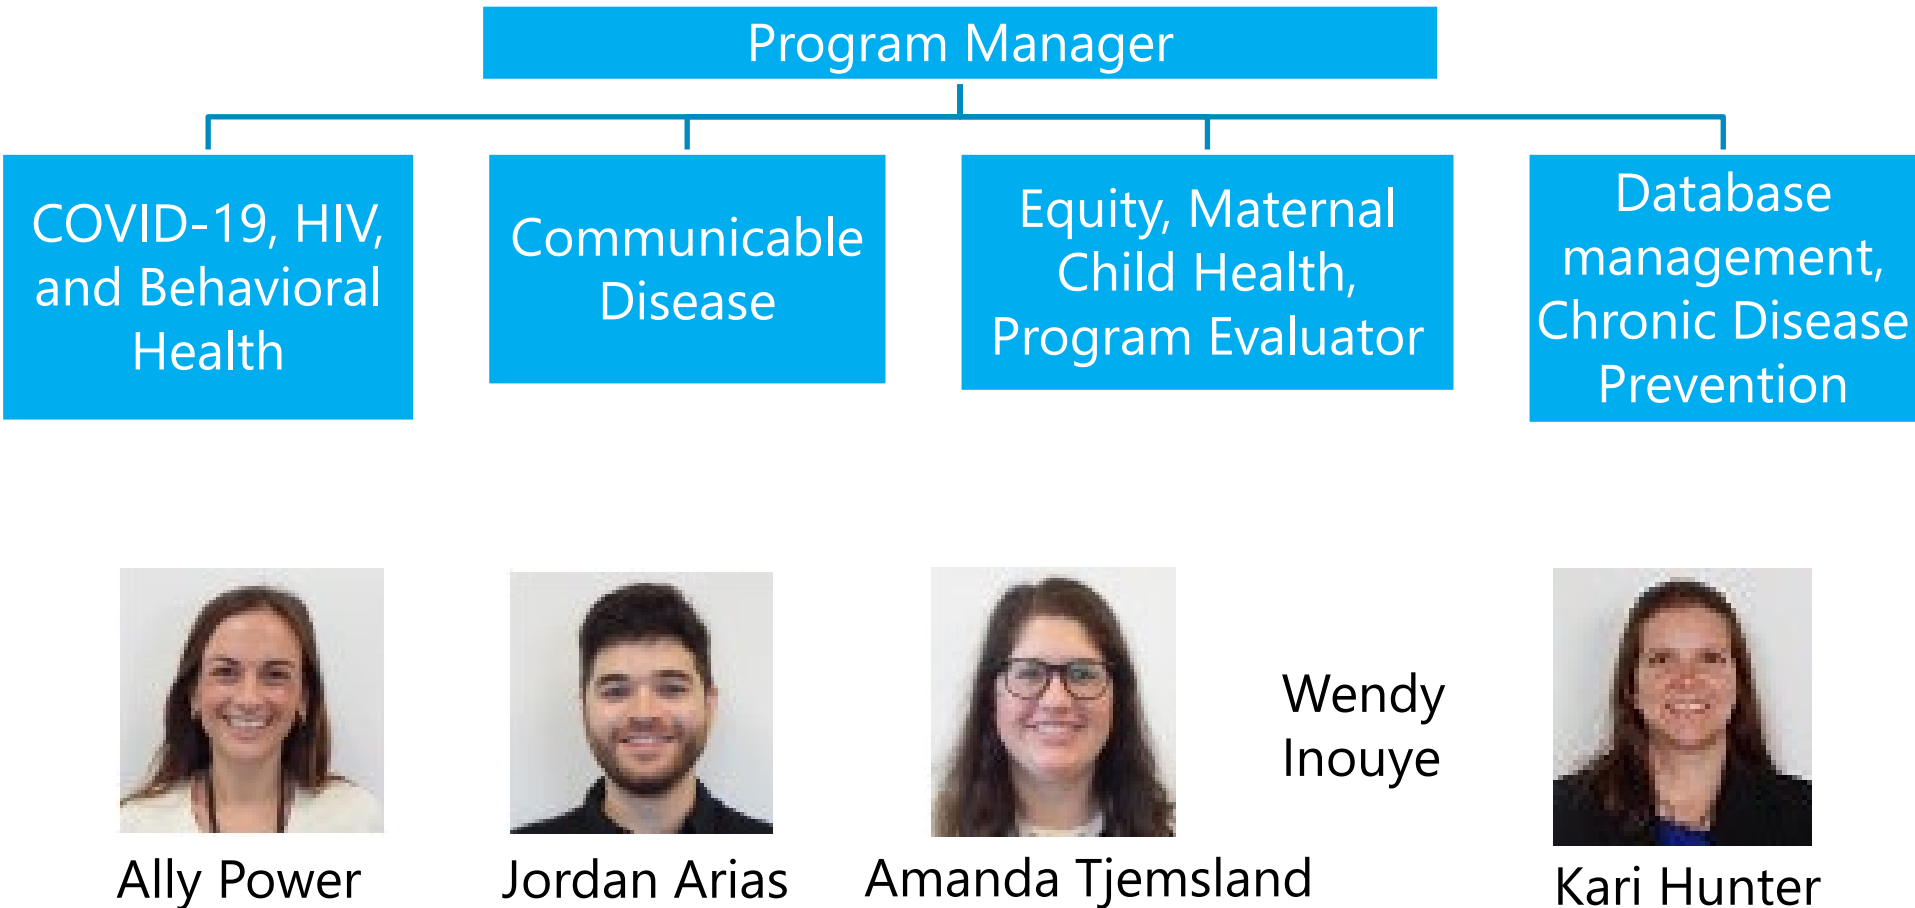 Program Manager
COVID-19, HIV,
and Behavioral
Health
Communicable
Disease
Equity, Maternal
Child Health,
Program Evaluator
Database
management,
Chronic Disease
Prevention
Ally Power
Jordan Arias
Amanda Tjemsland
Wendy
Inouye
Kari Hunter